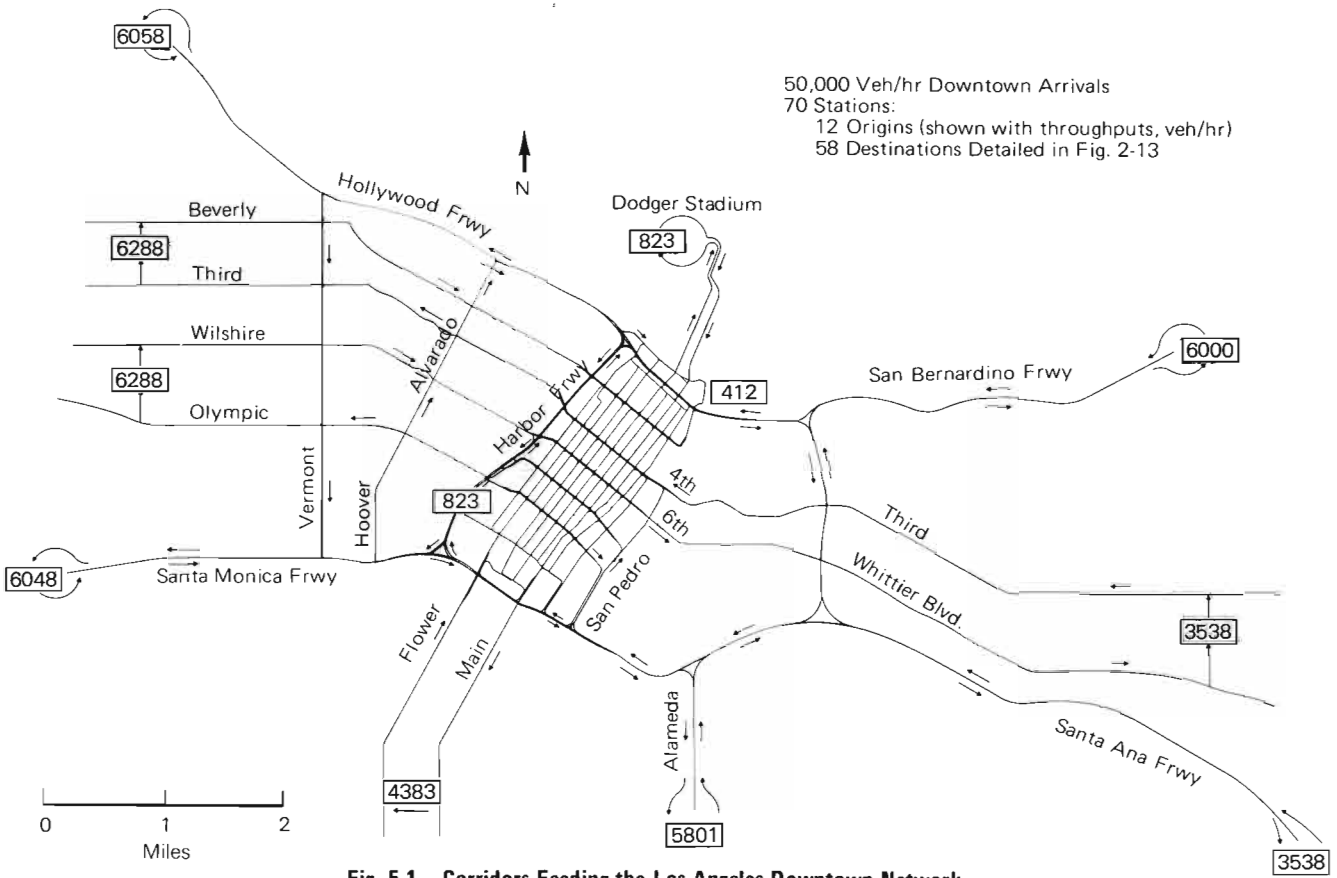 6058
50,000 Veh/hr Downtown Arrivals
70 Stations:
12 Origins (shown with throughputs, veh/hr)
58 Destinations Detailed in Fig. 2-13
N
Hollywood Frwy
Dodger Stadium
823
Beverly
6288
Third
Wilshire
6288
Olympic
Alvarado
Harbor Frwy
412
San Bernardino Frwy
6000
Vermont
Hoover
823
4th
6th
Third
Whittier Blvd.
6048
Santa Monica Frwy
Flower
Main
San Pedro
3538
Alameda
Santa Ana Frwy
4383
5801
3538
0 1 2
Miles
Fig. 5-1 Corridors Feeding the Los Angeles Downtown Network